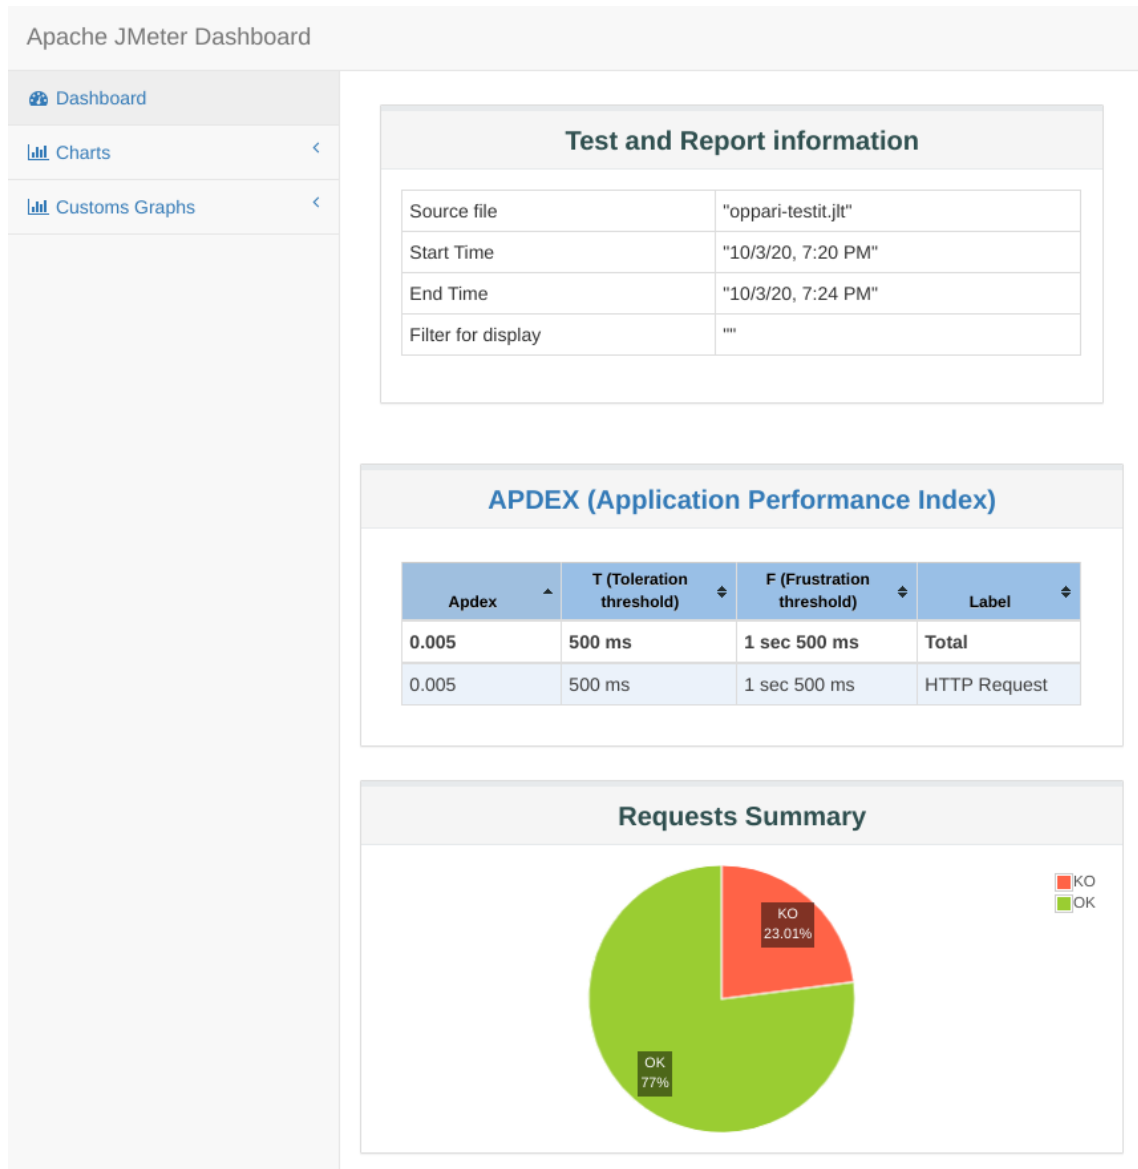 Apache JMeter Dashboard
Dashboard
Charts
Customs Graphs
Test and Report information
Source file "oppari-testit.jlt"
Start Time "10/3/20, 7:20 PM"
End Time "10/3/20, 7:24 PM"
Filter for display ""
APDEX (Application Performance Index)
Apdex T (Toleration threshold) F (Frustration threshold) Label
0.005 500 ms 1 sec 500 ms Total
0.005 500 ms 1 sec 500 ms HTTP Request
Requests Summary
KO
OK
KO
23.01%
OK
77%